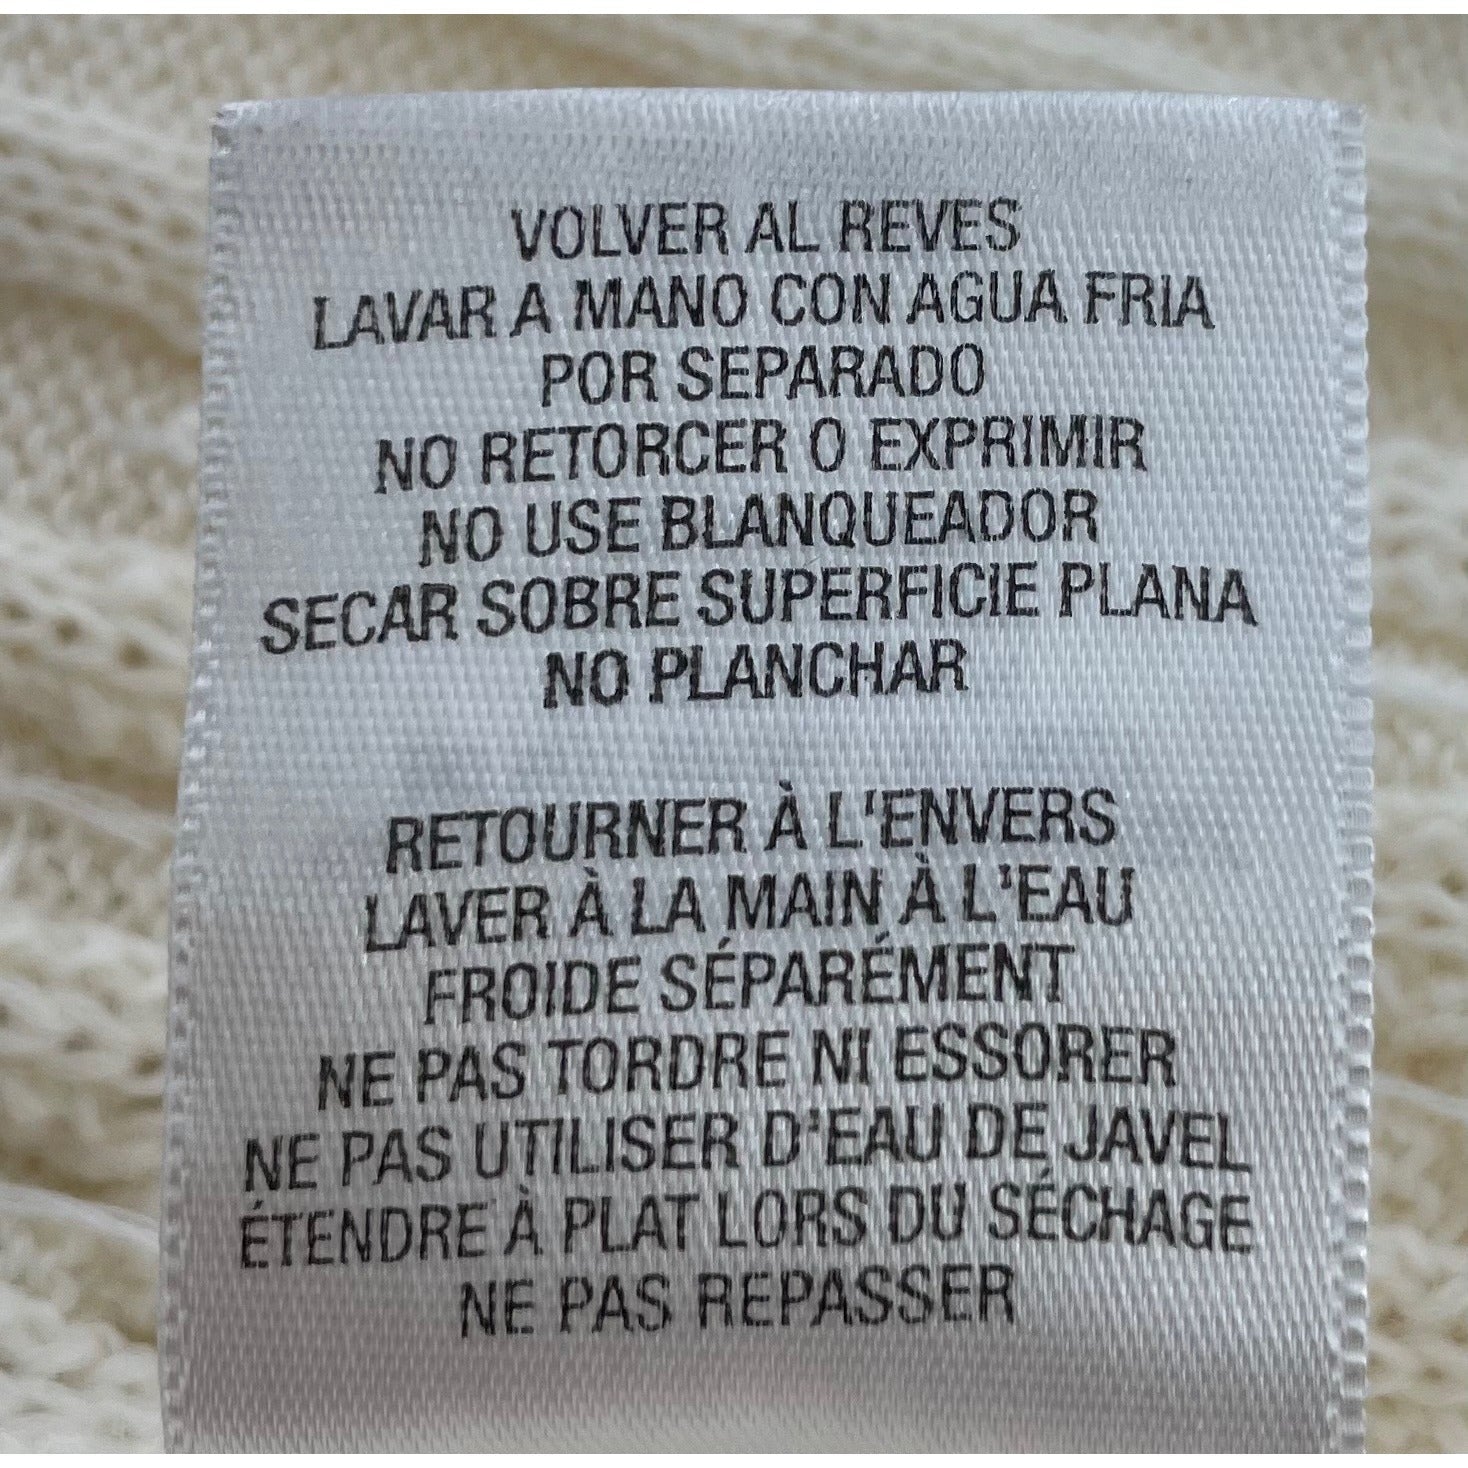 VOLVER AL REVES
LAVAR A MANO CON AGUA FRIA
POR SEPARADO
NO RETORCER O EXPRIMIR
NO USE BLANQUEADOR
SECAR SOBRE SUPERFICIE PLANA
NO PLANCHAR
RETOURNER À L'ENVERS
LAVER À LA MAIN À L'EAU
FROIDE SÉPARÉMENT
NE PAS TORDRE NI ESSORER
NE PAS UTILISER D'EAU DE JAVEL
ÉTENDRE À PLAT LORS DU SÉCHAGE
NE PAS REPASSER